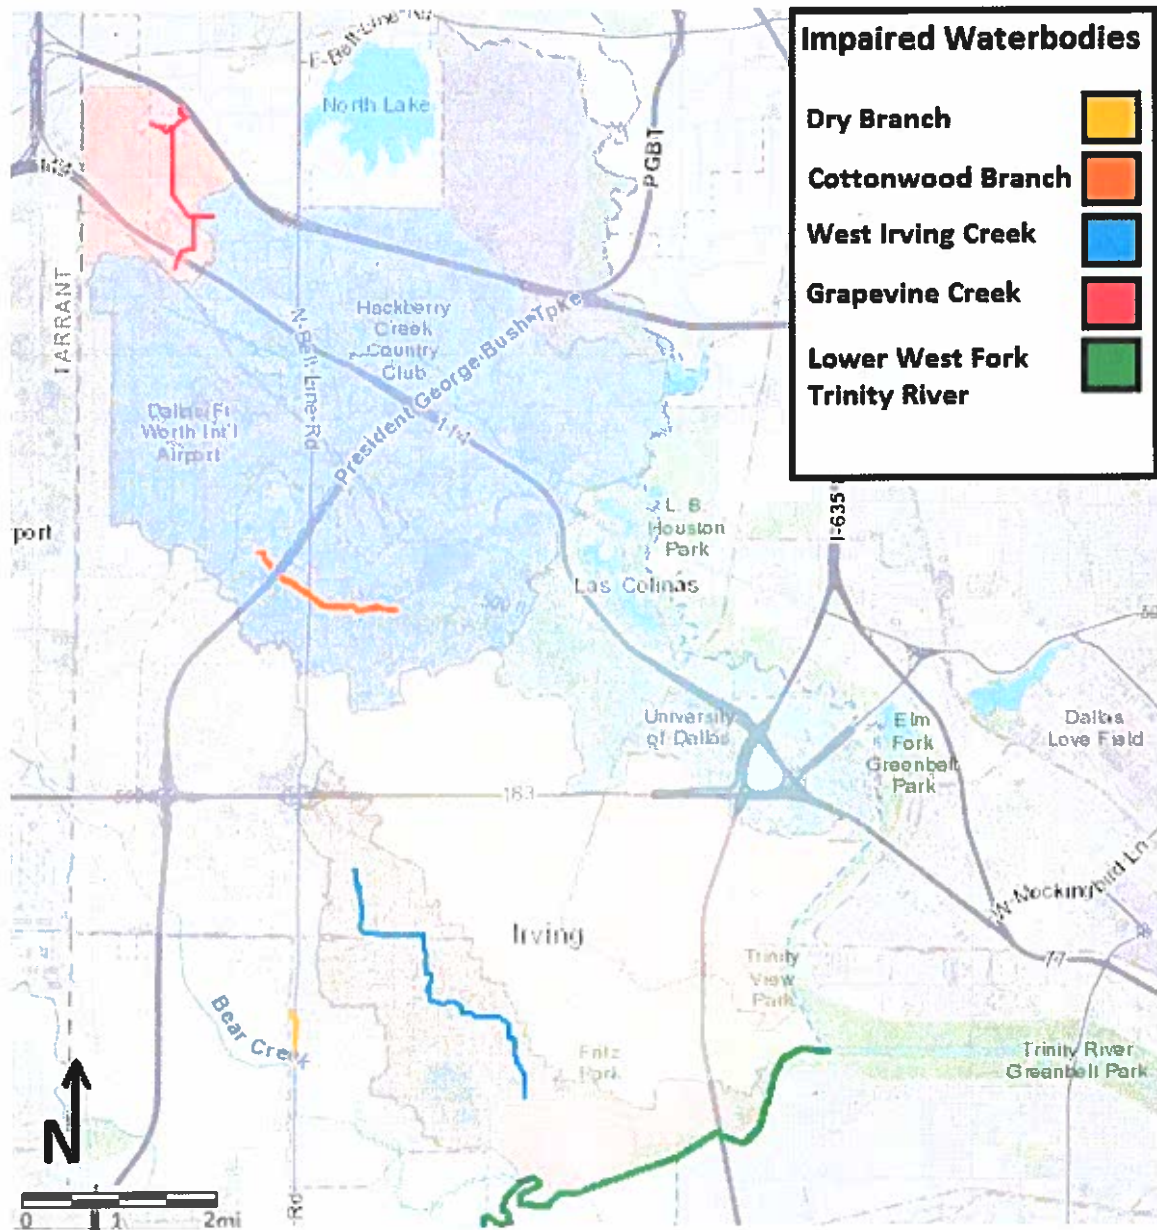 Impaired Waterbodies
Dry Branch
Cottonwood Branch
West Irving Creek
Grapevine Creek
Lower West Fork
Trinity River
North Lake
PGBT
TARRANT
Hackberry
Creek
Country
Club
N-Belt-Line-Rd
President George-Bush-Tpke
114
Worth Int'l
Airport
port
I-635
L. B.
Houston
Park
Las Colinas
University
of Dallas
Elm
Fork
Greenbelt
Park
Dallas
Love Field
183
W-Mockingbird Ln
Irving
77
Trinity
View
Park
Bear Creek
Fritz
Park
Trinity River
Greenbelt Park
N
Rd
0
1
2mi